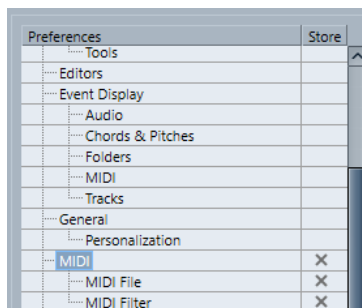 Preferences Store
Tools
Editors
Event Display
Audio
Chords & Pitches
Folders
MIDI
Tracks
General
Personalization
MIDI
MIDI File
MIDI Filter